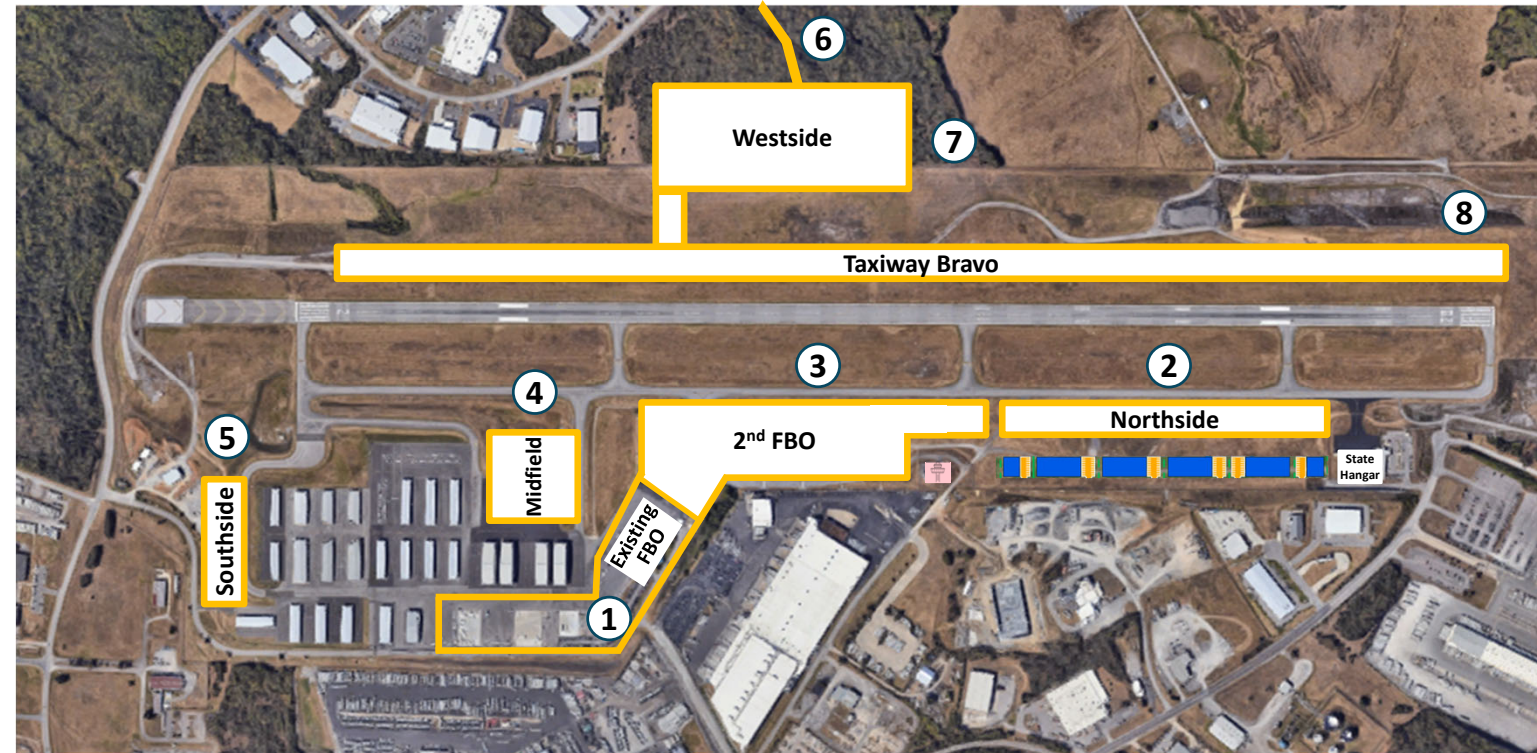 6
Westside
7
8
Taxiway Bravo
3
2
4
Northside
5
2nd FBO
Midfield
State
Hangar
Southside
Existing
FBO
1